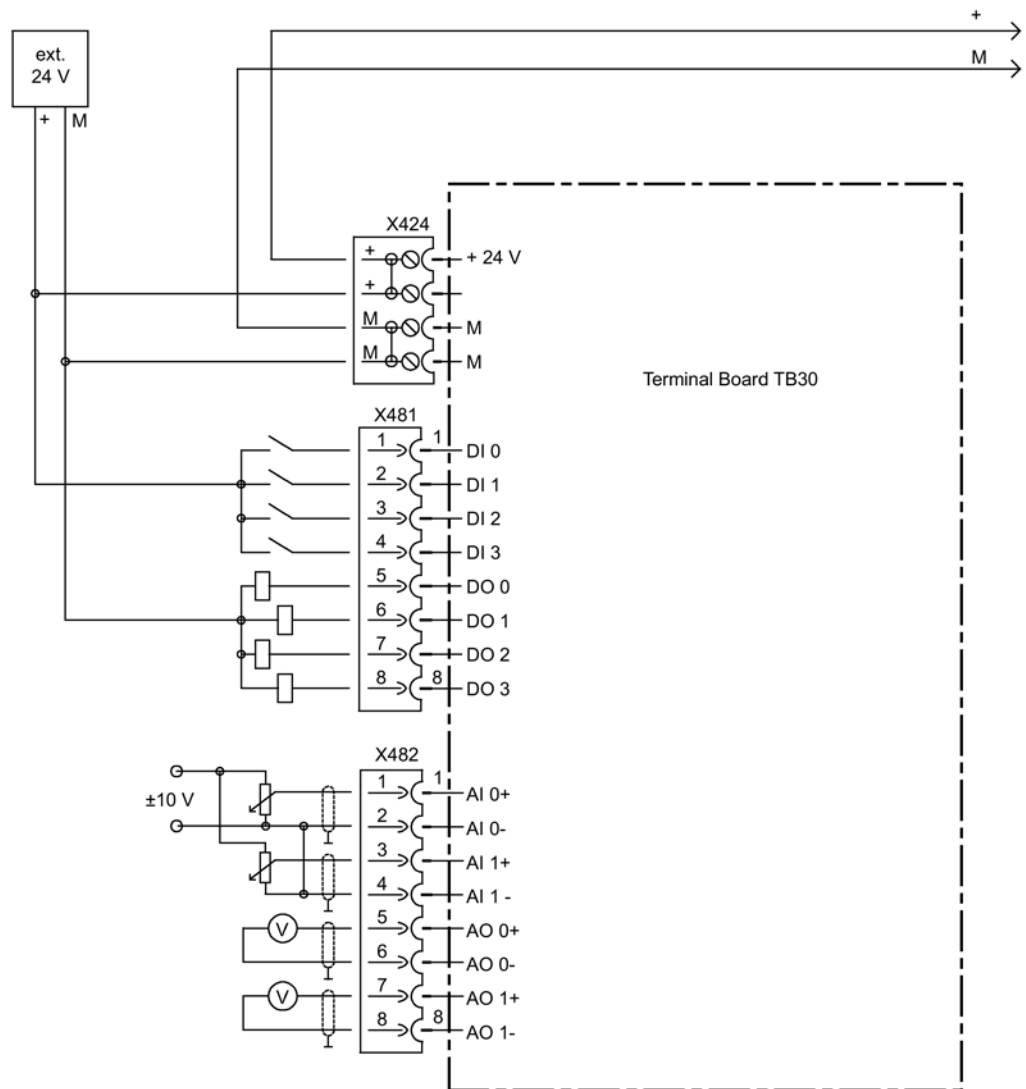 +
ext.
24 V
M
+ M
X424
+ + 24 V
+
M M
M M
Terminal Board TB30
X481
1 1 DI 0
2 DI 1
3 DI 2
4 DI 3
5 DO 0
6 DO 1
7 DO 2
8 8 DO 3
X482
1 1 AI 0+
±10 V
2 AI 0-
3 AI 1+
4 AI 1 -
V 5 AO 0+
6 AO 0-
V 7 AO 1+
8 8 AO 1-